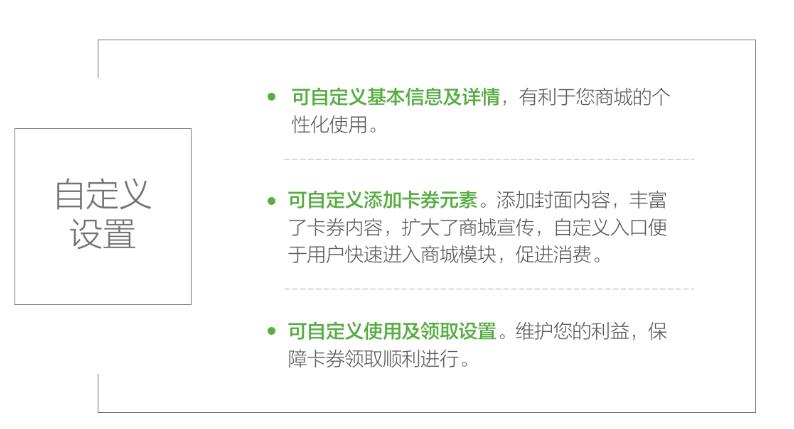 自定义
设置
可自定义基本信息及详情，有利于您商城的个
性化使用。
可自定义添加卡券元素。添加封面内容，丰富
了卡券内容，扩大了商城宣传，自定义入口便
于用户快速进入商城模块，促进消费。
可自定义使用及领取设置。维护您的利益，保
障卡券领取顺利进行。